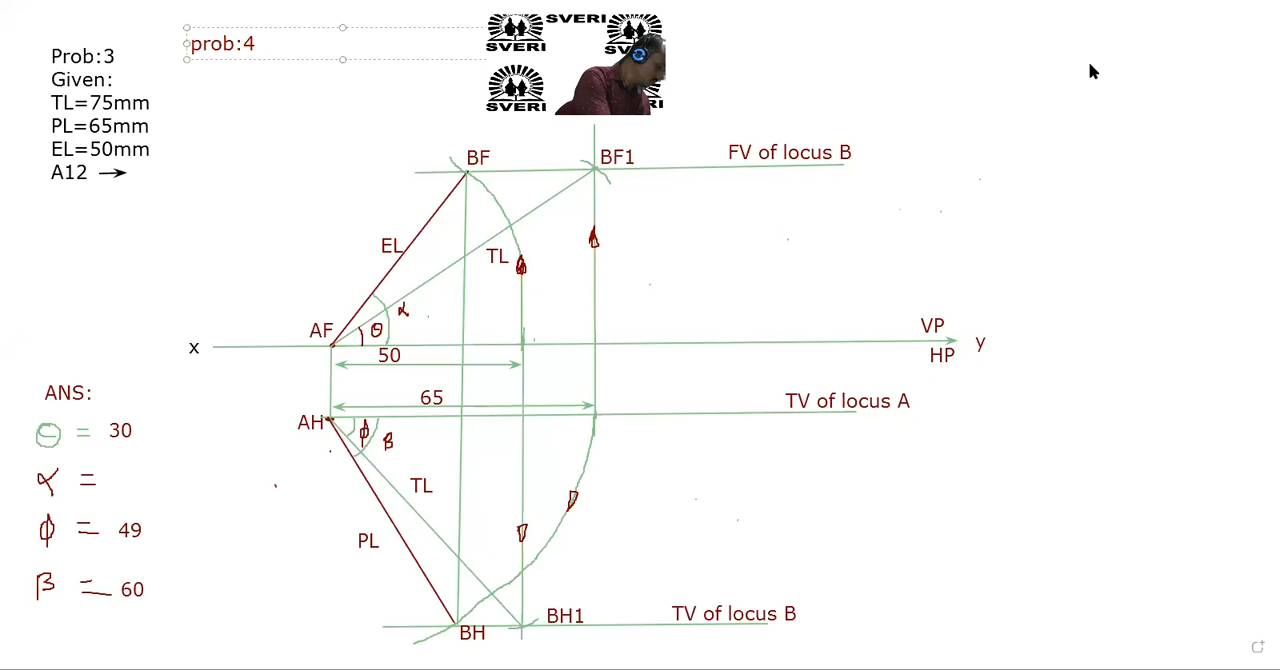 prob:4
SVERI
SVERI
SV
SVERI
RI
Prob:3
Given:
TL=75mm
PL=65mm
EL=50mm
A12 →
BF
BF1
FV of locus B
EL
TL
α
AF
θ
VP
x
50
HP
y
65
TV of locus A
ANS:
AH
ϕ
β
θ = 30
α =
TL
ϕ = 49
PL
β = 60
BH
BH1
TV of locus B